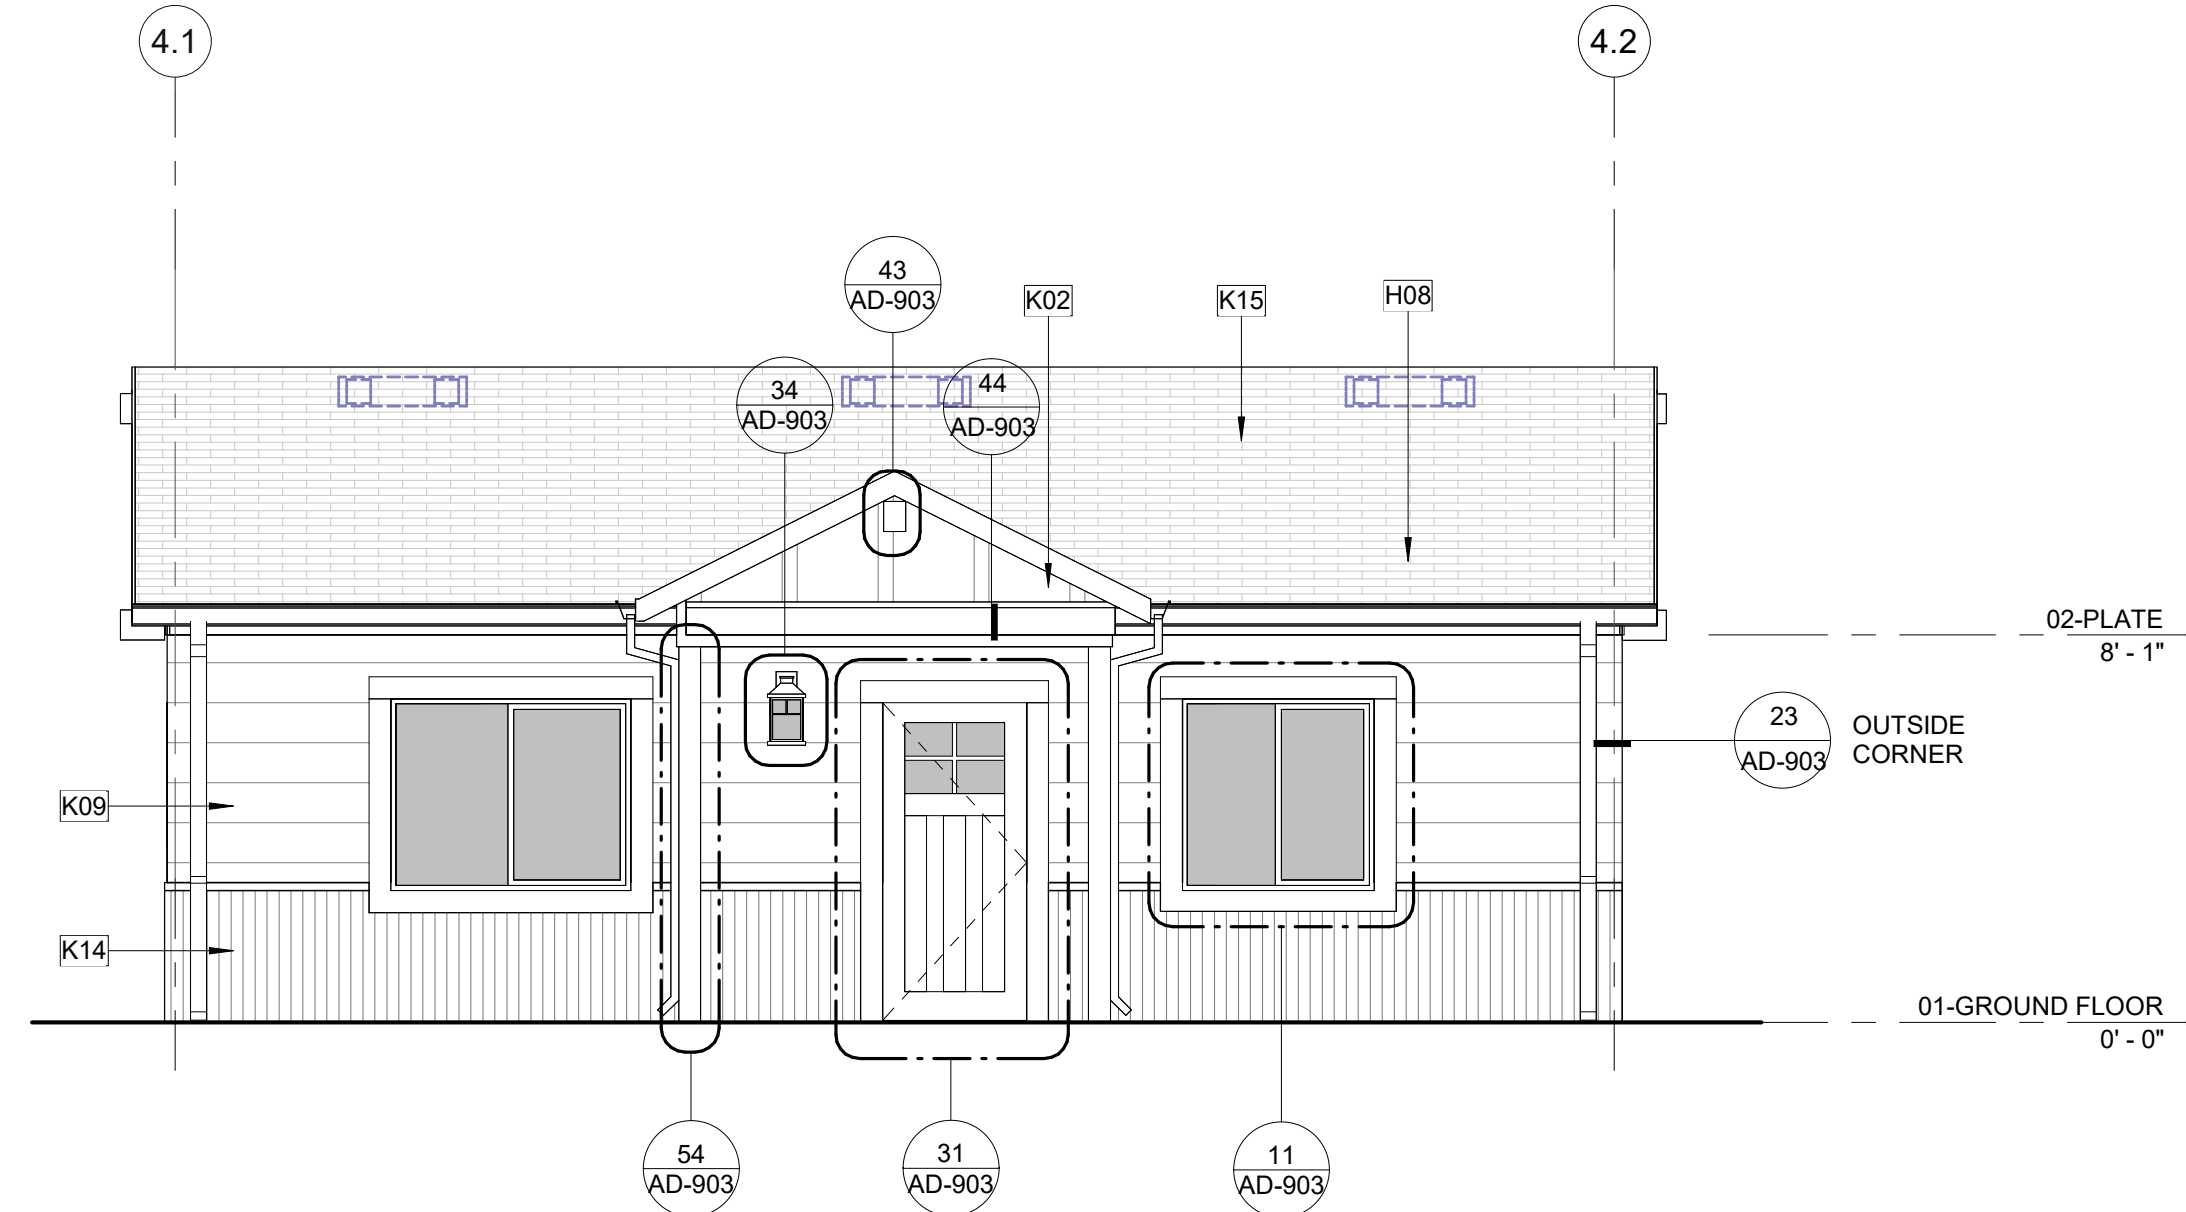 4.1
4.2
43
AD-903
K02
K15
H08
34
AD-903
44
AD-903
02-PLATE
8' - 1"
23
AD-903
OUTSIDE
CORNER
K09
K14
01-GROUND FLOOR
0' - 0"
54
AD-903
31
AD-903
11
AD-903